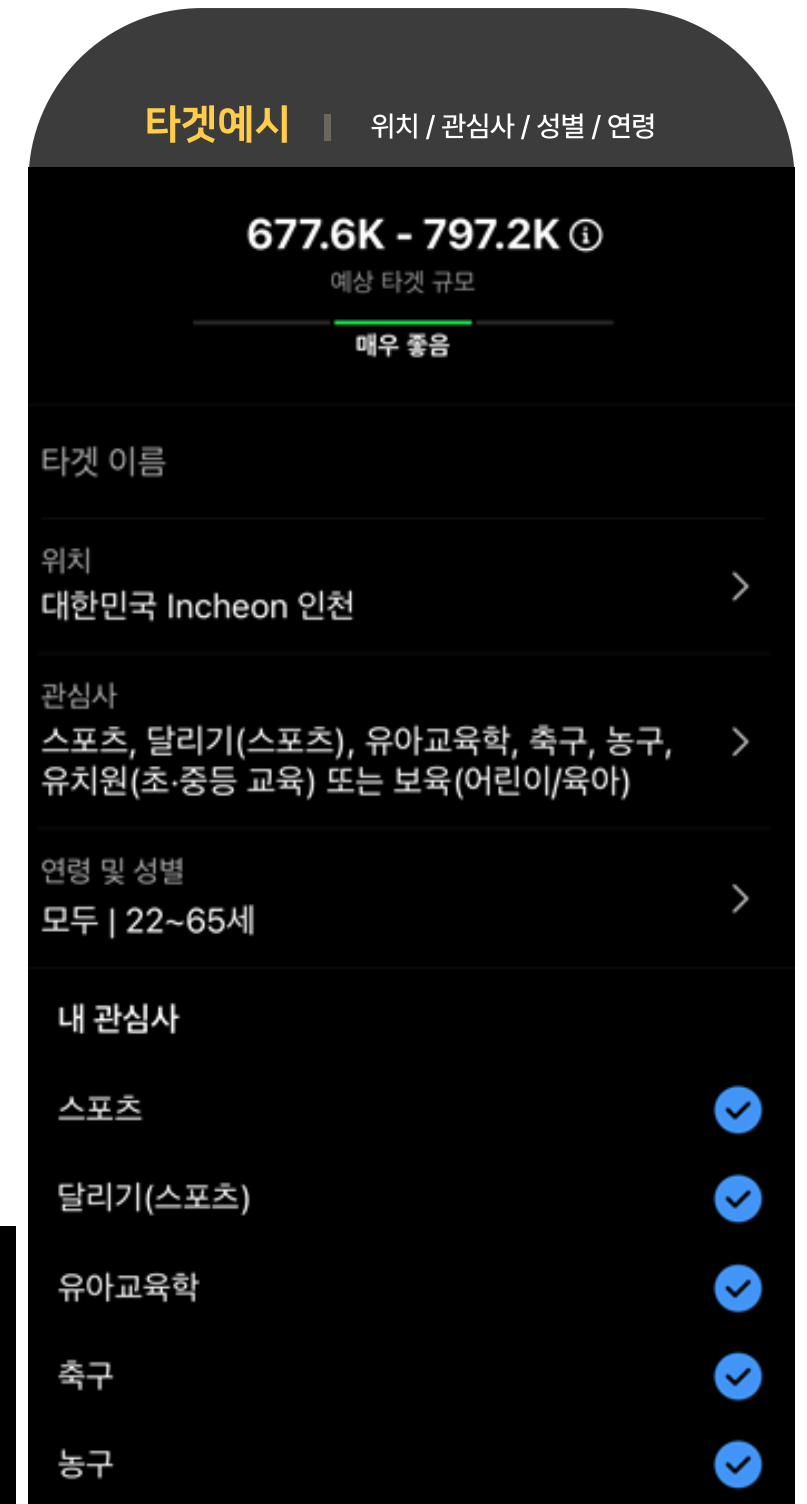 타겟예시 | 위치 / 관심사 / 성별 / 연령
677.6K - 797.2K
예상 타겟 규모
매우 좋음
타겟 이름
위치
대한민국 Incheon 인천
관심사
스포츠, 달리기(스포츠), 유아교육학, 축구, 농구,
유치원(초·중등 교육) 또는 보육(어린이/육아)
연령 및 성별
모두 | 22~65세
내 관심사
스포츠
달리기(스포츠)
유아교육학
축구
농구